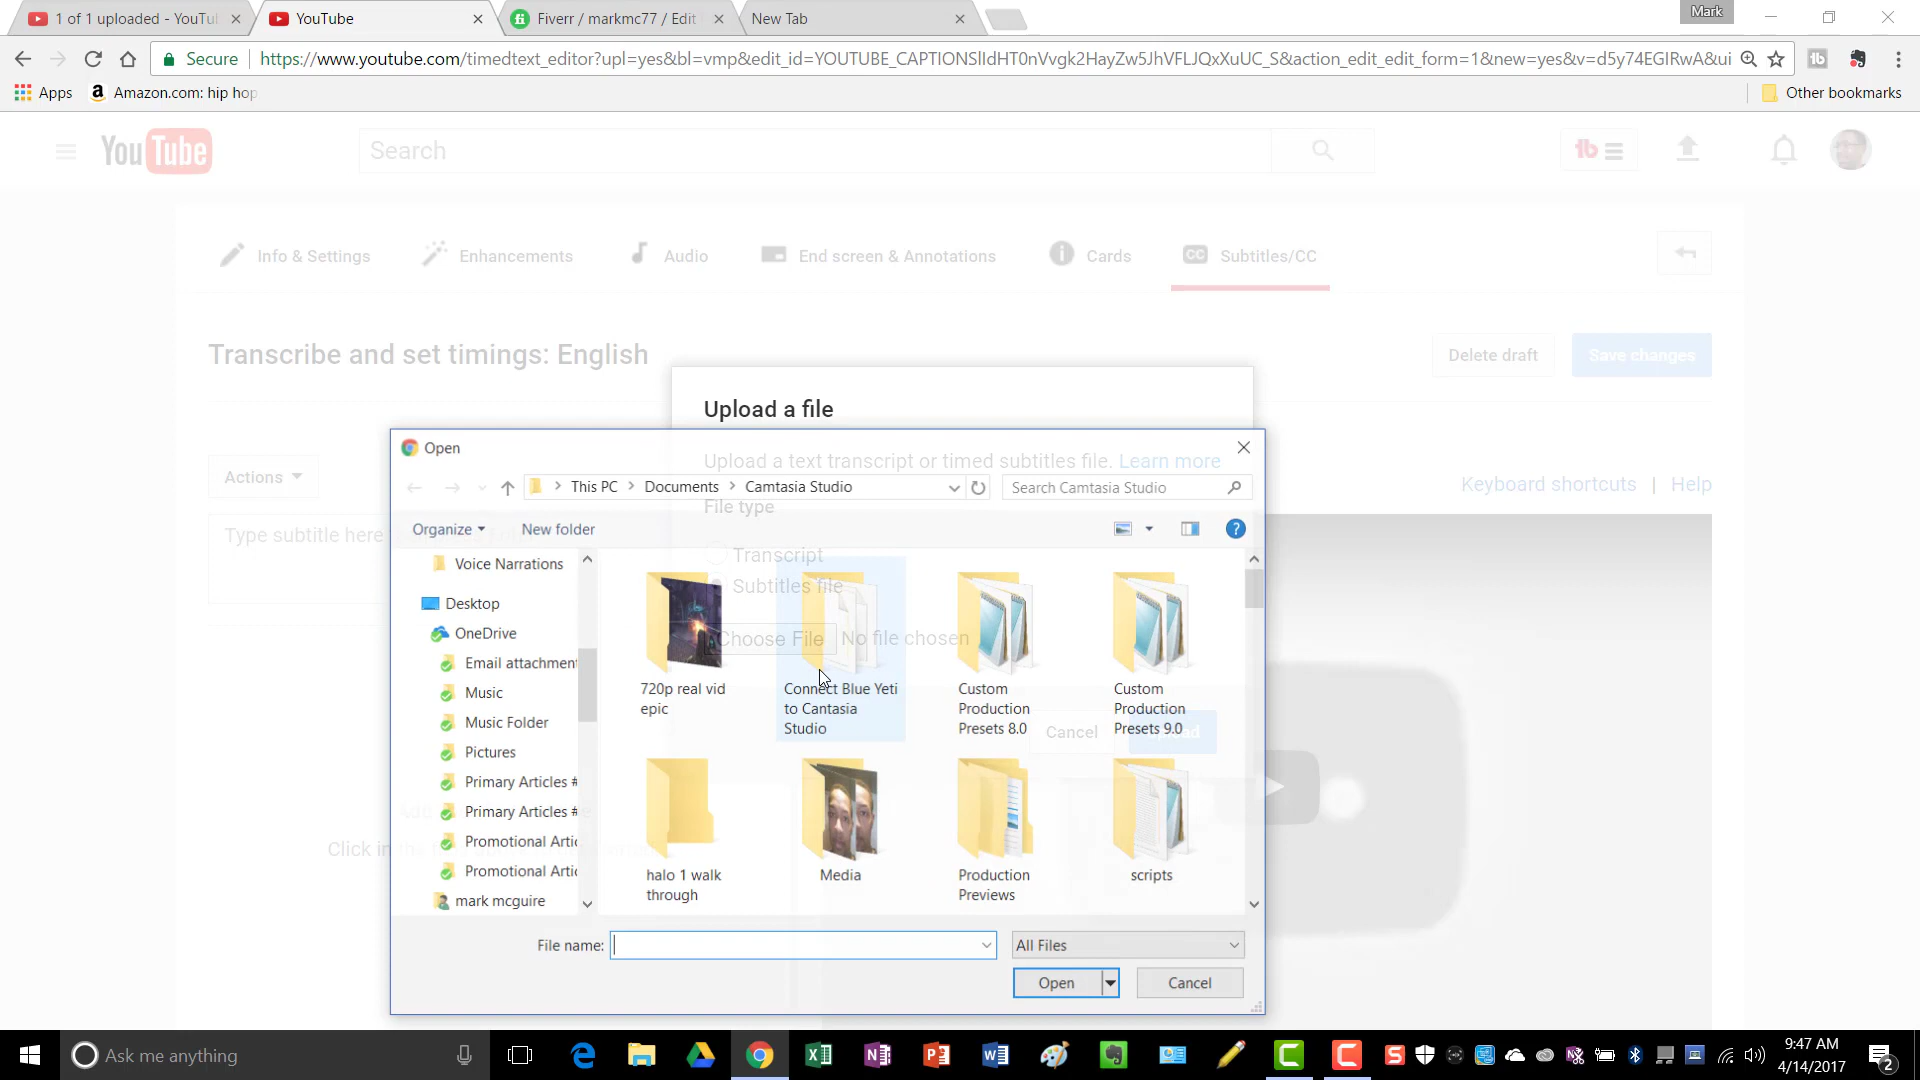 1 of 1 uploaded - YouTu
YouTube
Fiverr / markmc77 / Edit
New Tab
Mark
Secure
https://www.youtube.com/timedtext_editor?upl=yes&bl=vmp&edit_id=YOUTUBE_CAPTIONSlIdHT0nVvgk2HayZw5JhVFLJQxXuUC_S&action_edit_edit_form=1&new=yes&v=d5y74EGIRwA&ui
Apps
Amazon.com: hip hop
Other bookmarks
YouTube
Search
Info & Settings
Enhancements
Audio
End screen & Annotations
Cards
CC Subtitles/CC
Transcribe and set timings: English
Delete draft
Save changes
Upload a file
Upload a text transcript or timed subtitles file. Learn more
File type
Transcript
Subtitles file
Choose File No file chosen
Cancel
Actions
Type subtitle here
Keyboard shortcuts | Help
Click in
Open
This PC
Documents
Camtasia Studio
Search Camtasia Studio
Organize
New folder
Voice Narrations
Desktop
OneDrive
Email attachment
Music
Music Folder
Pictures
Primary Articles #
Primary Articles #
Promotional Artic
Promotional Artic
mark mcguire
720p real vid
epic
Connect Blue Yeti
to Cantasia
Studio
Custom
Production
Presets 8.0
Custom
Production
Presets 9.0
halo 1 walk
through
Media
Production
Previews
scripts
File name:
All Files
Open
Cancel
Ask me anything
9:47 AM
4/14/2017
2